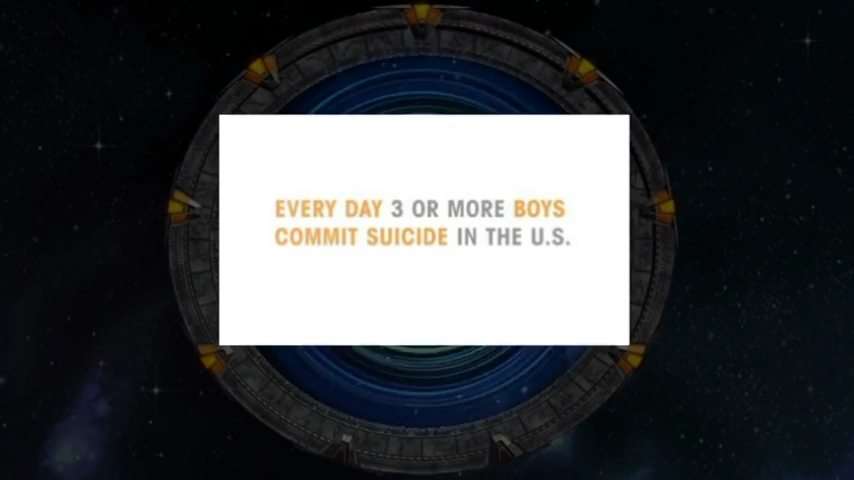 EVERY DAY 3 OR MORE BOYS
COMMIT SUICIDE IN THE U.S.